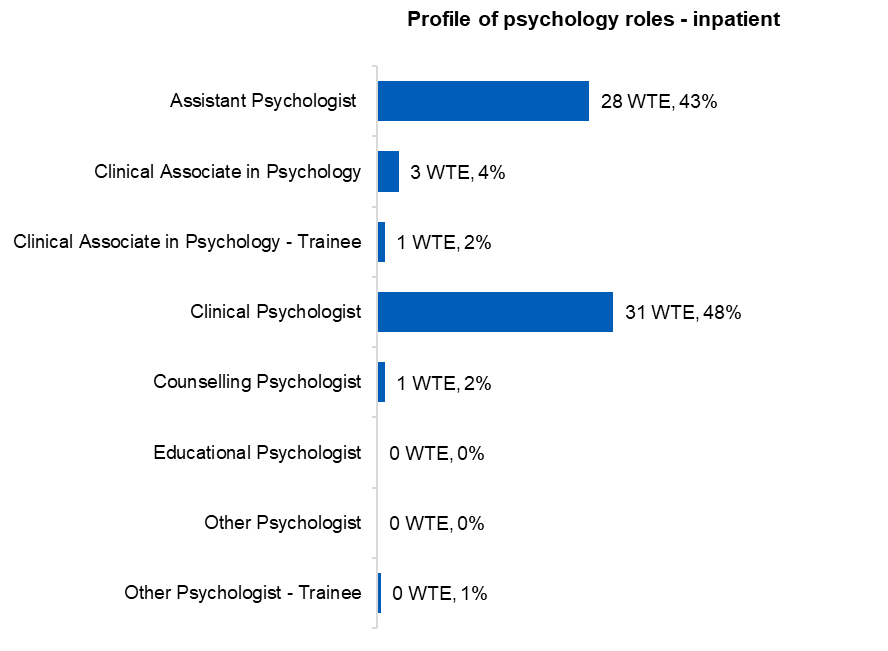 Profile of psychology roles - inpatient
Assistant Psychologist 28 WTE, 43%
Clinical Associate in Psychology 3 WTE, 4%
Clinical Associate in Psychology - Trainee 1 WTE, 2%
Clinical Psychologist 31 WTE, 48%
Counselling Psychologist 1 WTE, 2%
Educational Psychologist 0 WTE, 0%
Other Psychologist 0 WTE, 0%
Other Psychologist - Trainee 0 WTE, 1%